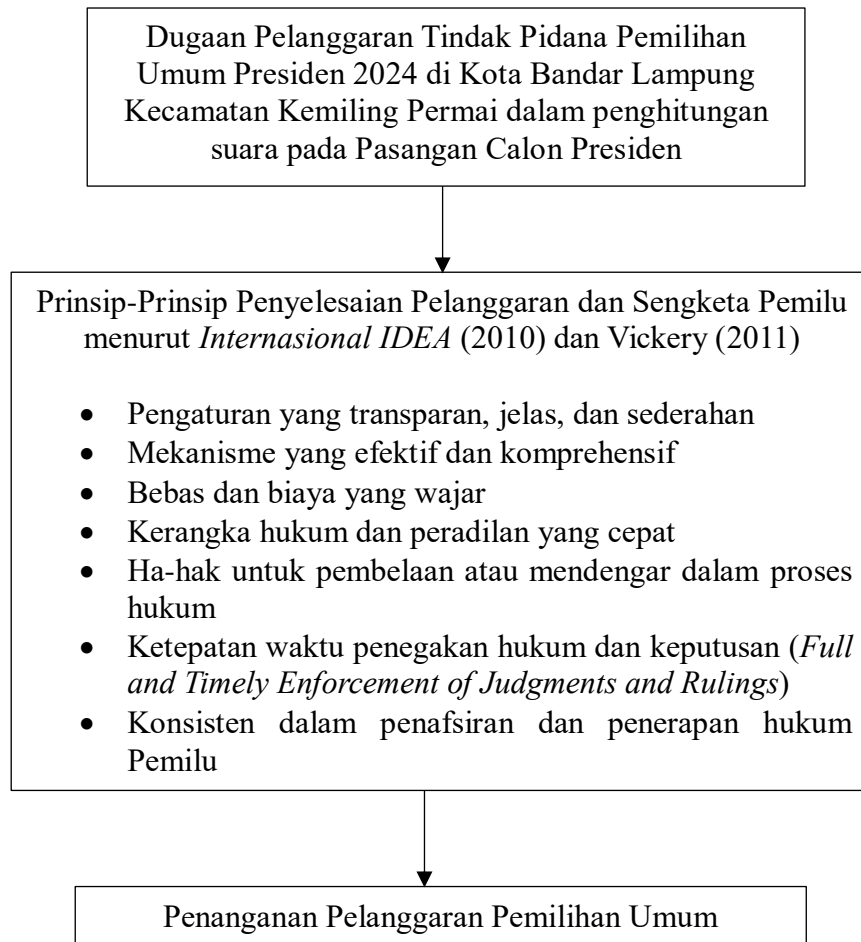 Dugaan Pelanggaran Tindak Pidana Pemilihan
Umum Presiden 2024 di Kota Bandar Lampung
Kecamatan Kemiling Permai dalam penghitungan
suara pada Pasangan Calon Presiden
Prinsip-Prinsip Penyelesaian Pelanggaran dan Sengketa Pemilu
menurut Internasional IDEA (2010) dan Vickery (2011)
• Pengaturan yang transparan, jelas, dan sederahan
• Mekanisme yang efektif dan komprehensif
• Bebas dan biaya yang wajar
• Kerangka hukum dan peradilan yang cepat
• Ha-hak untuk pembelaan atau mendengar dalam proses
hukum
• Ketepatan waktu penegakan hukum dan keputusan (Full
and Timely Enforcement of Judgments and Rulings)
• Konsisten dalam penafsiran dan penerapan hukum
Pemilu
Penanganan Pelanggaran Pemilihan Umum